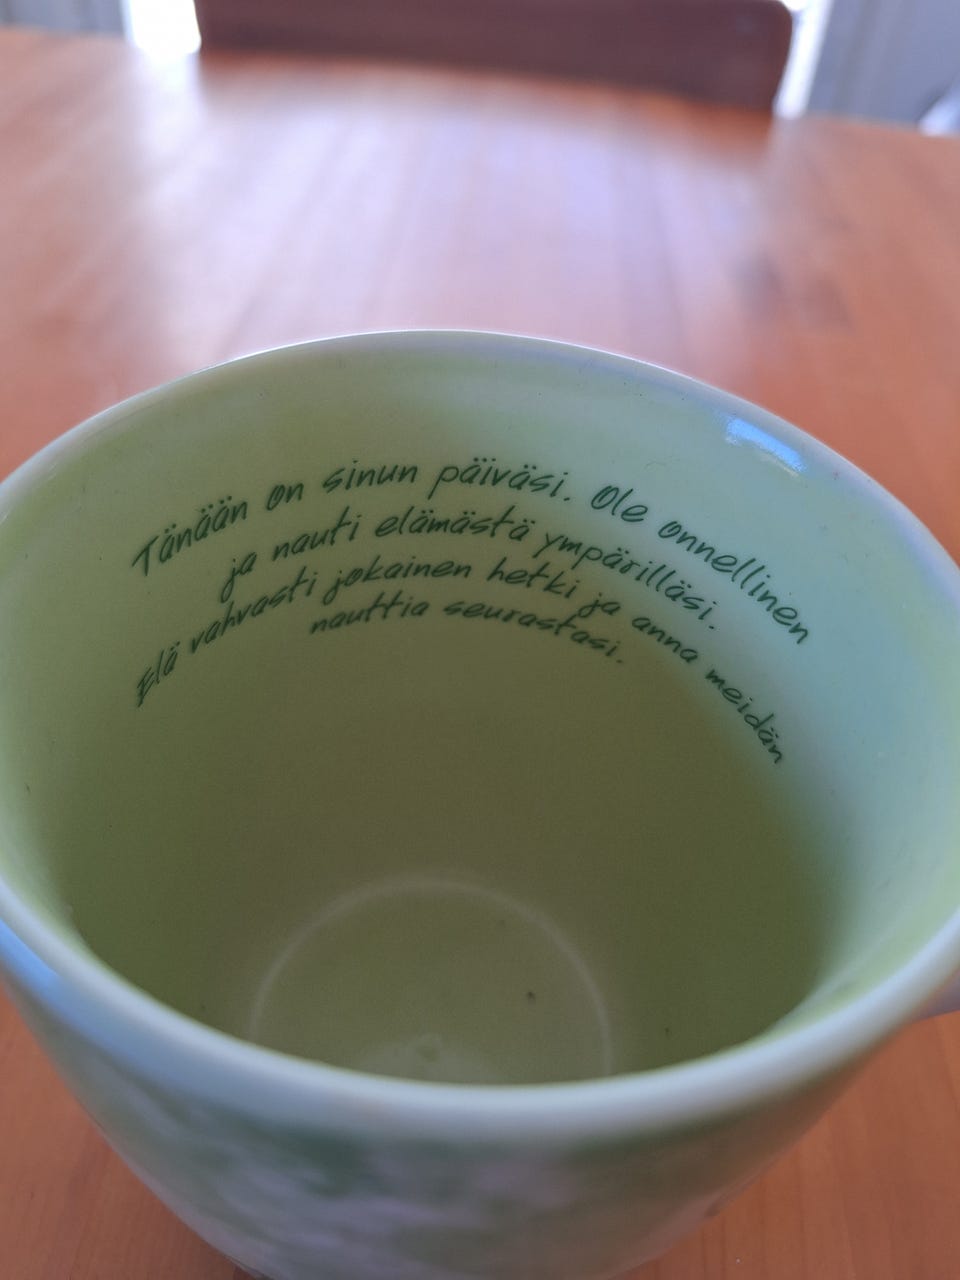 Tänään on sinun päiväsi. Ole onnellinen
ja nauti elämästä ympärilläsi.
Elä vahvasti jokainen hetki ja anna meidän
nauttia seurastasi.